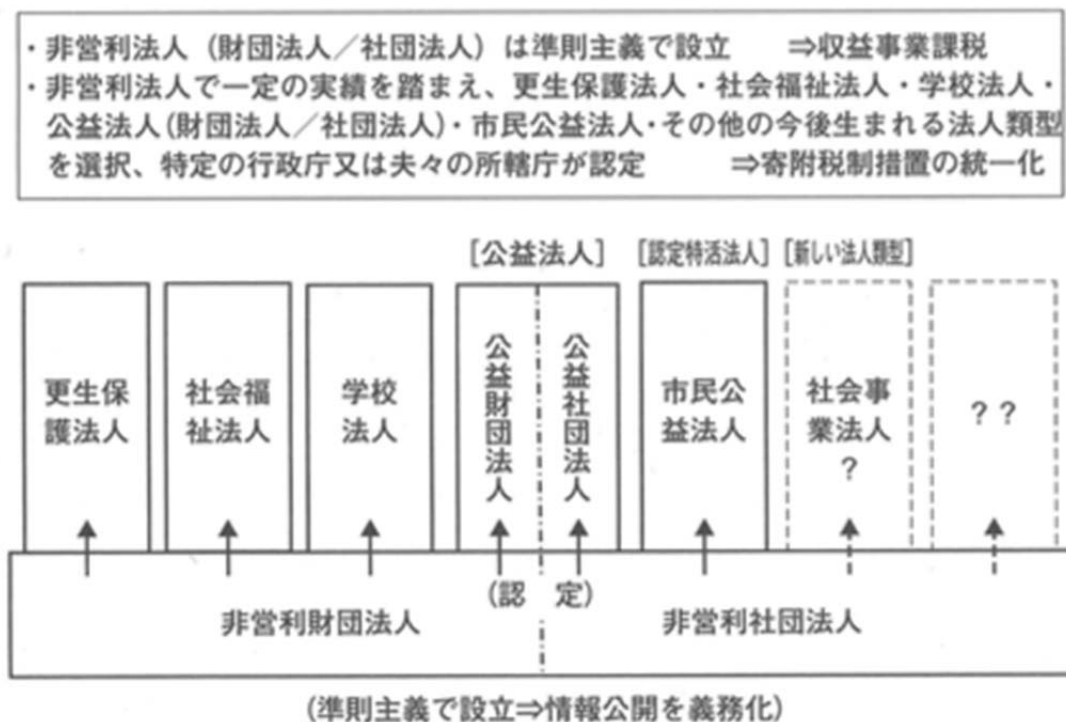 ・非営利法人（財団法人／社団法人）は準則主義で設立　⇒収益事業課税
・非営利法人で一定の実績を踏まえ、更生保護法人・社会福祉法人・学校法人・
公益法人(財団法人／社団法人)・市民公益法人・その他の今後生まれる法人類型
を選択、特定の行政庁又は夫々の所轄庁が認定　⇒寄附税制措置の統一化
[公益法人]　[認定特活法人]　[新しい法人類型]
更生保
護法人
社会福
祉法人
学校
法人
公益財団法人
公益社団法人
市民公
益法人
社会事
業法人
？
？？
(認　定)
非営利財団法人　非営利社団法人
(準則主義で設立⇒情報公開を義務化)